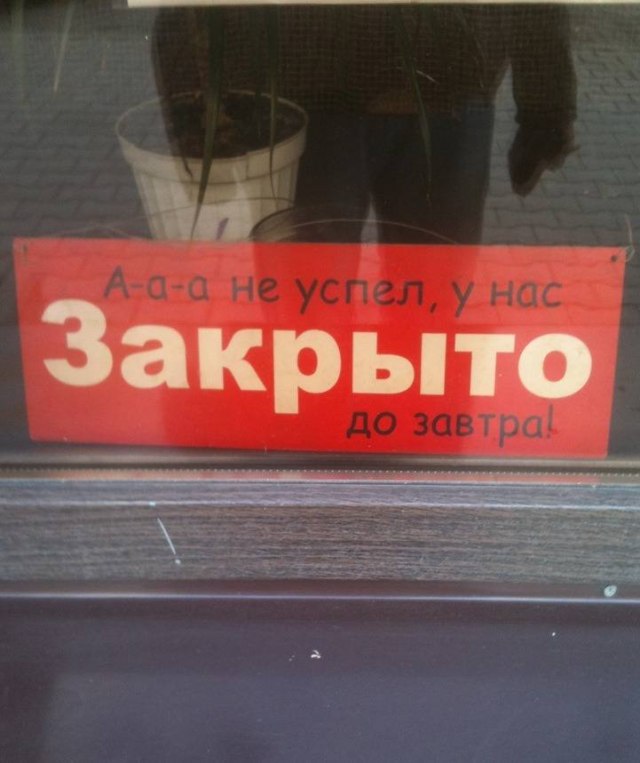 А-а-а не успел, у нас
Закрыто
до завтра!